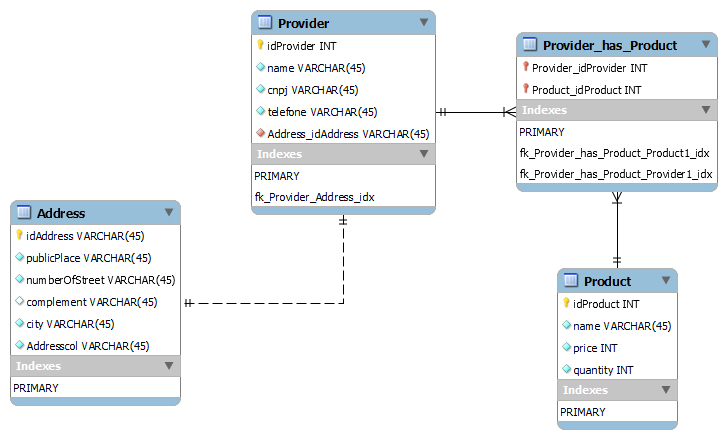 Provider
idProvider INT
name VARCHAR(45)
cnpj VARCHAR(45)
telefone VARCHAR(45)
Address_idAddress VARCHAR(45)
Indexes
PRIMARY
fk_Provider_Address_idx
Provider_has_Product
Provider_idProvider INT
Product_idProduct INT
Indexes
PRIMARY
fk_Provider_has_Product_Product1_idx
fk_Provider_has_Product_Provider1_idx
Address
idAddress VARCHAR(45)
publicPlace VARCHAR(45)
numberOfStreet VARCHAR(45)
complement VARCHAR(45)
city VARCHAR(45)
Addresscol VARCHAR(45)
Indexes
PRIMARY
Product
idProduct INT
name VARCHAR(45)
price INT
quantity INT
Indexes
PRIMARY